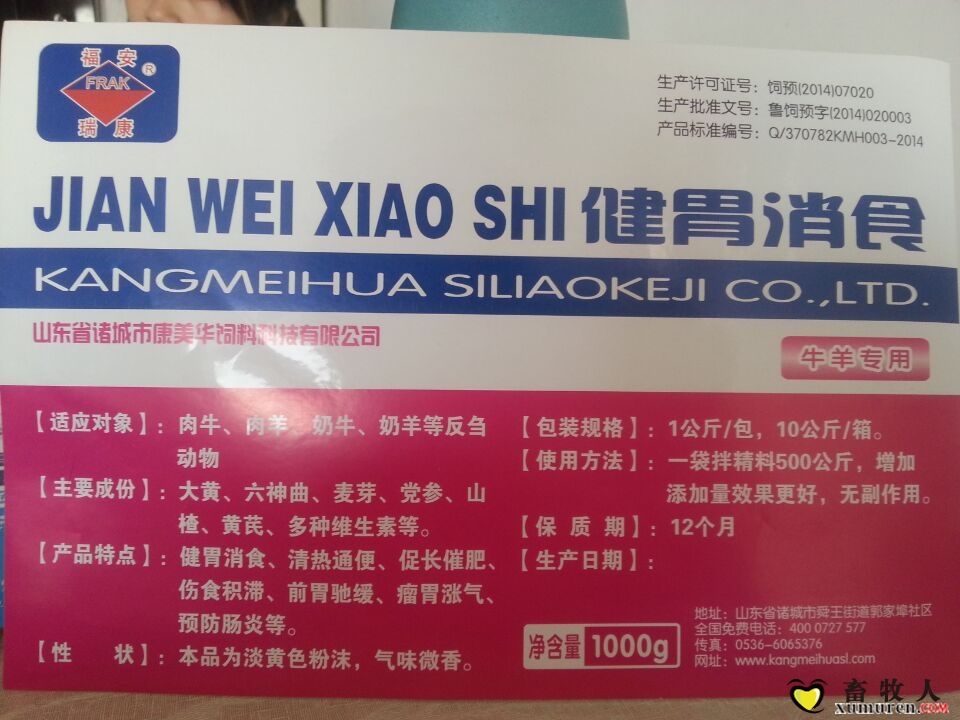 福安
FRAK
®
瑞康
生产许可证号：饲预(2014)07020
生产批准文号：鲁饲预字(2014)020003
产品标准编号：Q/370782KMH003-2014
JIAN WEI XIAO SHI 健胃消食
KANGMEIHUA SILIAOKEJI CO.,LTD.
山东省诸城市康美华饲料科技有限公司
牛羊专用
【适应对象】：肉牛、肉羊、奶牛、奶羊等反刍
动物
【主要成份】：大黄、六神曲、麦芽、党参、山
楂、黄芪、多种维生素等。
【产品特点】：健胃消食、清热通便、促长催肥、
伤食积滞、前胃驰缓、瘤胃涨气、
预防肠炎等。
【性 状】：本品为淡黄色粉沫，气味微香。
【包装规格】：1公斤/包，10公斤/箱。
【使用方法】：一袋拌精料500公斤，增加
添加量效果更好，无副作用。
【保质期】：12个月
【生产日期】：
净含量 1000g
地址：山东省诸城市舜王街道郭家埠社区
全国免费电话：400 0727 577
传真：0536-6065376
网址：www.kangmeihuasl.com
畜牧人
xumuren.COM